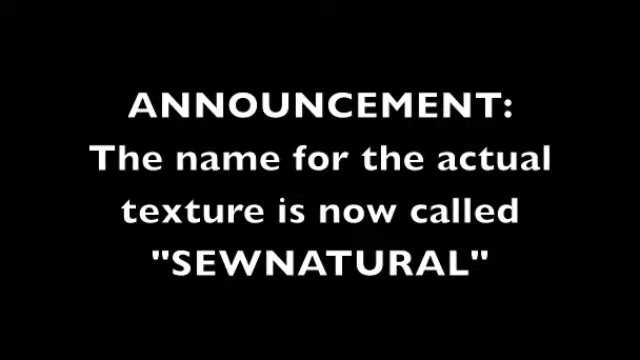 ANNOUNCEMENT:
The name for the actual
texture is now called
"SEWNATURAL"